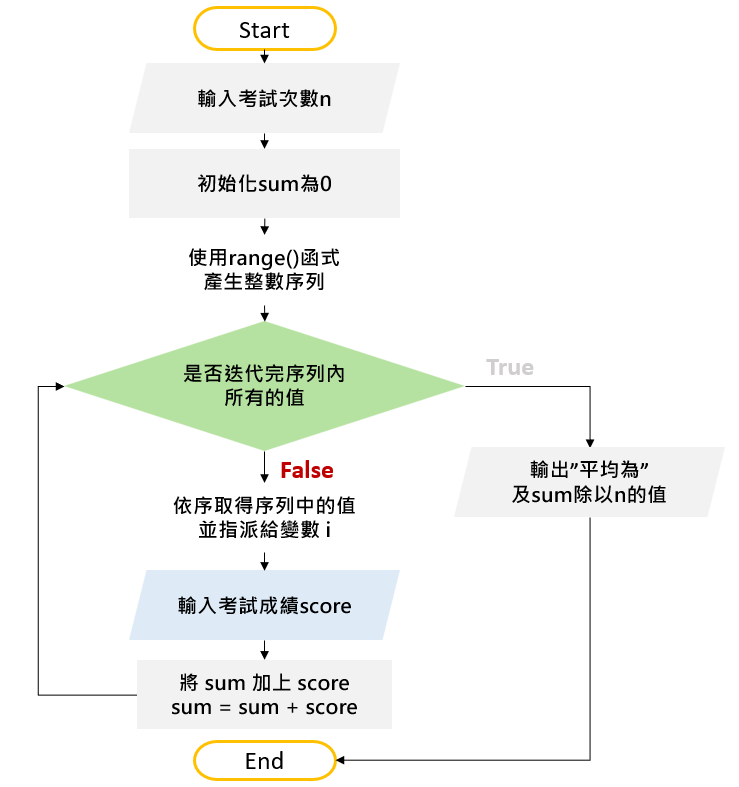 Start
輸入考試次數n
初始化sum為0
使用range()函式
產生整數序列
是否迭代完序列內
所有的值
True
False
輸出”平均為”
及sum除以n的值
依序取得序列中的值
並指派給變數 i
輸入考試成績score
將 sum 加上 score
sum = sum + score
End